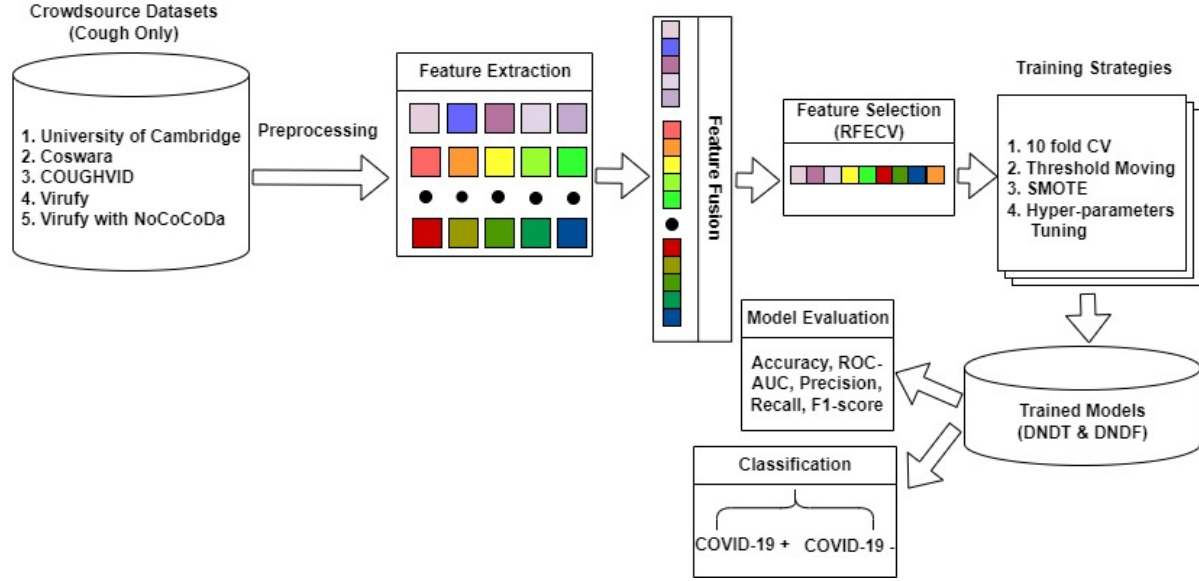 Crowdsource Datasets
(Cough Only)
1. University of Cambridge
2. Coswara
3. COUGHVID
4. Virufy
5. Virufy with NoCoCoDa
Preprocessing
Feature Extraction
Feature Fusion
Feature Selection
(RFECV)
Training Strategies
1. 10 fold CV
2. Threshold Moving
3. SMOTE
4. Hyper-parameters
Tuning
Trained Models
(DNDT & DNDF)
Model Evaluation
Accuracy, ROC-
AUC, Precision,
Recall, F1-score
Classification
COVID-19 + COVID-19 -